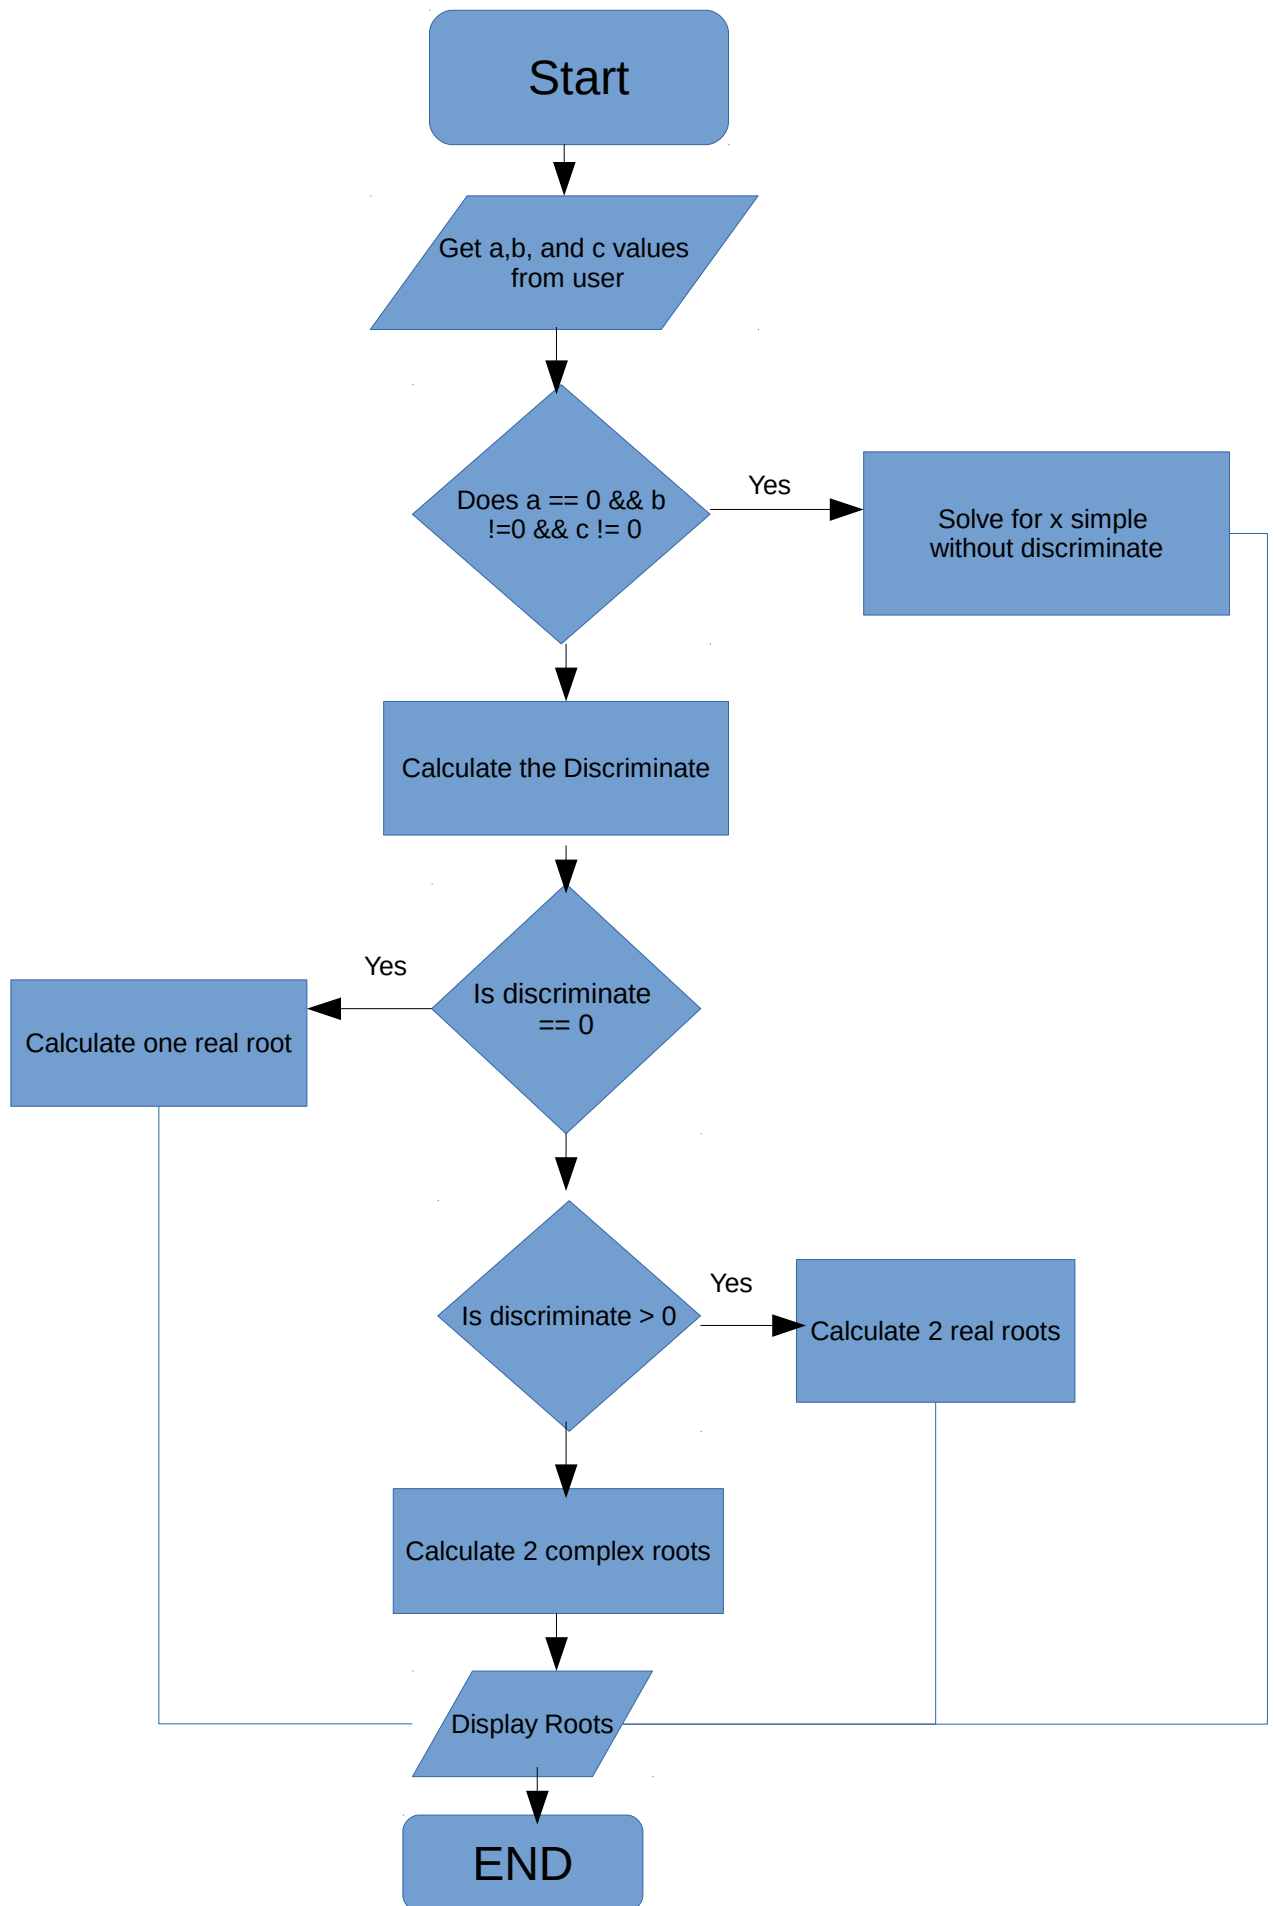 Start
Get a,b, and c values
from user
Does a == 0 && b
!=0 && c != 0
Yes
Solve for x simple
without discriminate
Calculate the Discriminate
Yes
Is discriminate
== 0
Calculate one real root
Yes
Is discriminate > 0
Calculate 2 real roots
Calculate 2 complex roots
Display Roots
END